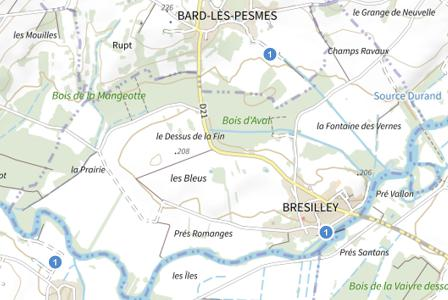 226
BARD-LÈS-PESMES
le Grange de Neuvelle
les Mouilles
Rupt
Champs Ravaux
1
Bois de la Mangeotte
Source Durand
D21
Bois d'Aval
la Fontaine des Vernes
le Dessus de la Fin
208
la Prairie
206
les Bleus
Pré Vallon
BRESILLEY
Prés Romanges
1
Prés Santans
1
les Îles
Bois de la Vaivre dess